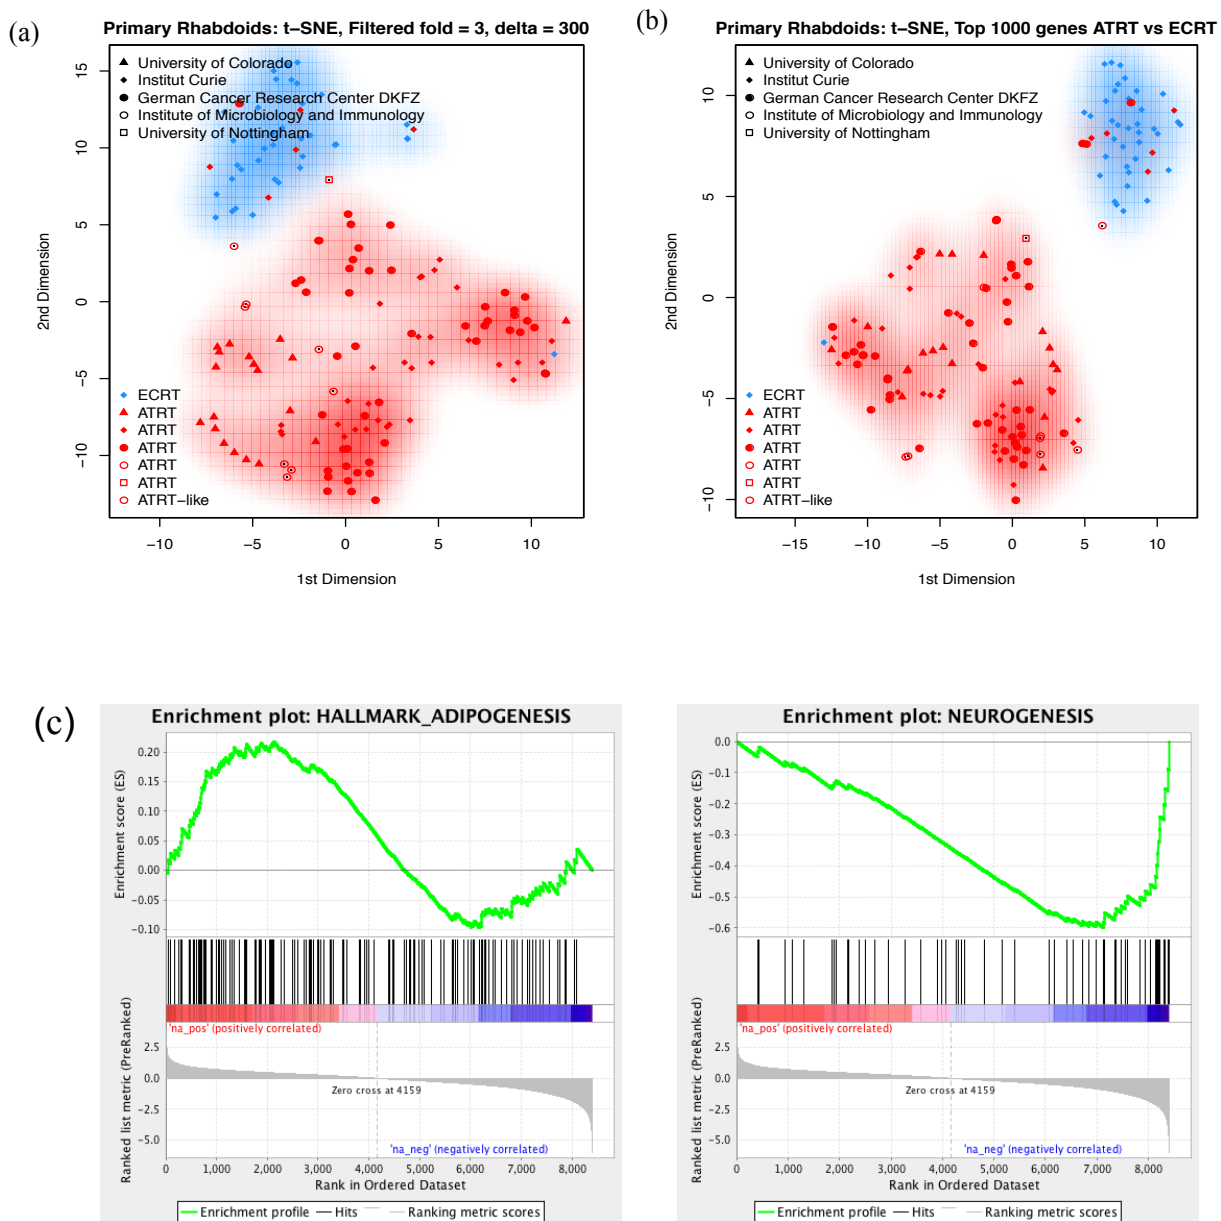 (a)
Primary Rhabdoids: t−SNE, Filtered fold = 3, delta = 300
University of Colorado
Institut Curie
German Cancer Research Center DKFZ
Institute of Microbiology and Immunology
University of Nottingham
ECRT
ATRT
ATRT
ATRT
ATRT
ATRT
ATRT−like
15
10
5
0
−5
−10
2nd Dimension
−10 −5 0 5 10
1st Dimension
(b)
Primary Rhabdoids: t−SNE, Top 1000 genes ATRT vs ECRT
University of Colorado
Institut Curie
German Cancer Research Center DKFZ
Institute of Microbiology and Immunology
University of Nottingham
ECRT
ATRT
ATRT
ATRT
ATRT
ATRT
ATRT−like
10
5
0
−5
−10
2nd Dimension
−15 −10 −5 0 5 10
1st Dimension
(c)
Enrichment plot: HALLMARK_ADIPOGENESIS
Enrichment score (ES)
0.20
0.15
0.10
0.05
0.00
-0.05
-0.10
'na_pos' (positively correlated)
Ranked list metric (PreRanked)
2.5
0.0
-2.5
-5.0
Zero cross at 4159
'na_neg' (negatively correlated)
0 1,000 2,000 3,000 4,000 5,000 6,000 7,000 8,000
Rank in Ordered Dataset
Enrichment profile Hits Ranking metric scores
Enrichment plot: NEUROGENESIS
Enrichment score (ES)
0.0
-0.1
-0.2
-0.3
-0.4
-0.5
-0.6
'na_pos' (positively correlated)
Ranked list metric (PreRanked)
2.5
0.0
-2.5
-5.0
Zero cross at 4159
'na_neg' (negatively correlated)
0 1,000 2,000 3,000 4,000 5,000 6,000 7,000 8,000
Rank in Ordered Dataset
Enrichment profile Hits Ranking metric scores